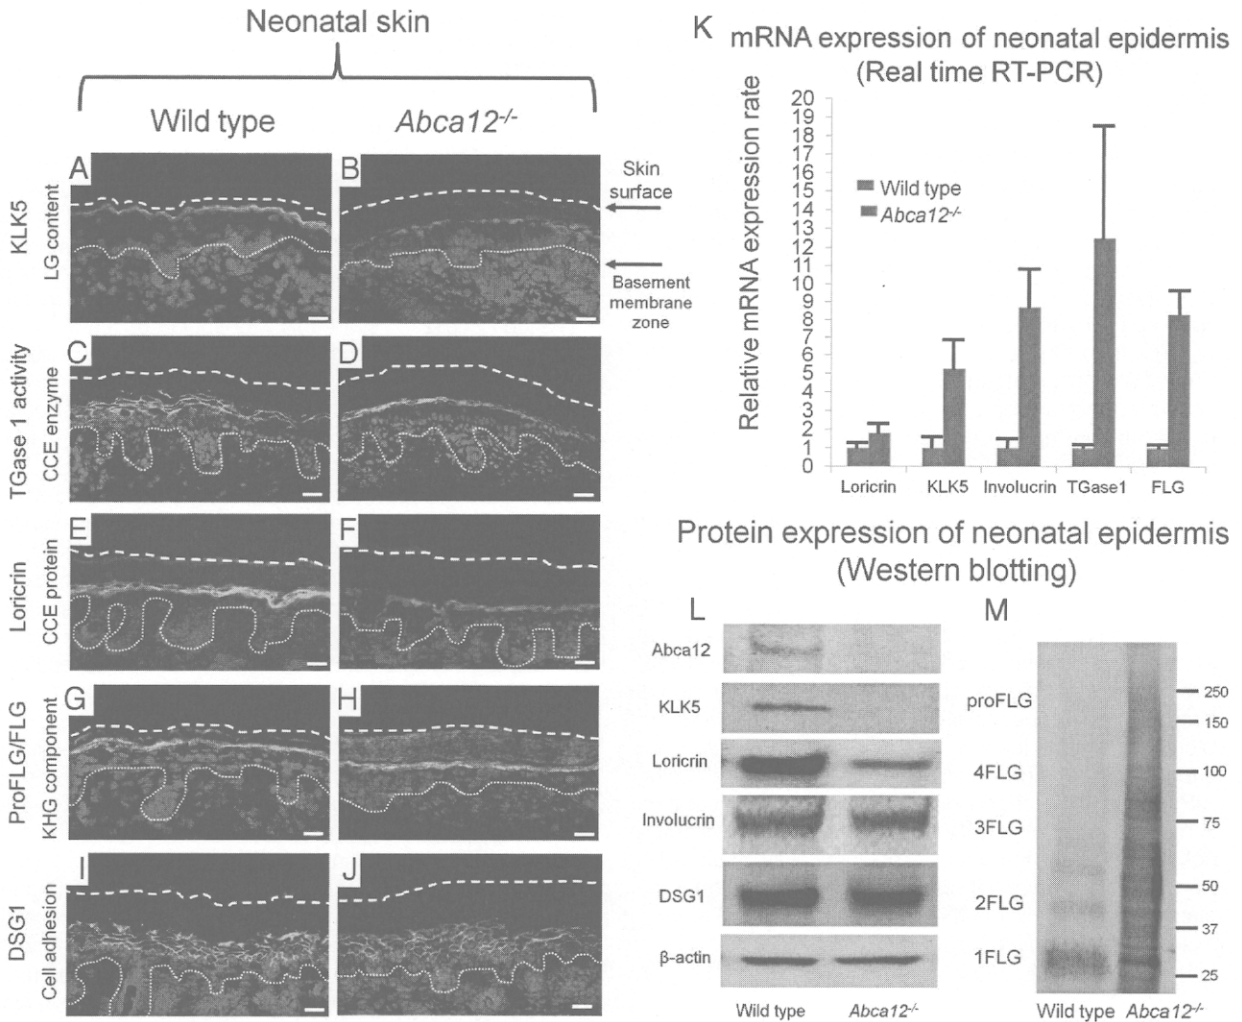 Neonatal skin
Wild type
Abca12-/-
KLK5
LG content
A
B
Skin
surface
Basement
membrane
zone
TGase 1 activity
CCE enzyme
C
D
Loricrin
CCE protein
E
F
ProFLG/FLG
KHG component
G
H
DSG1
Cell adhesion
I
J
K
mRNA expression of neonatal epidermis
(Real time RT-PCR)
Relative mRNA expression rate
20
19
18
17
16
15
14
13
12
11
10
9
8
7
6
5
4
3
2
1
0
Wild type
Abca12-/-
Loricrin
KLK5
Involucrin
TGase1
FLG
Protein expression of neonatal epidermis
(Western blotting)
L
Abca12
KLK5
Loricrin
Involucrin
DSG1
β-actin
Wild type
Abca12-/-
M
proFLG
4FLG
3FLG
2FLG
1FLG
250
150
100
75
50
37
25
Wild type
Abca12-/-